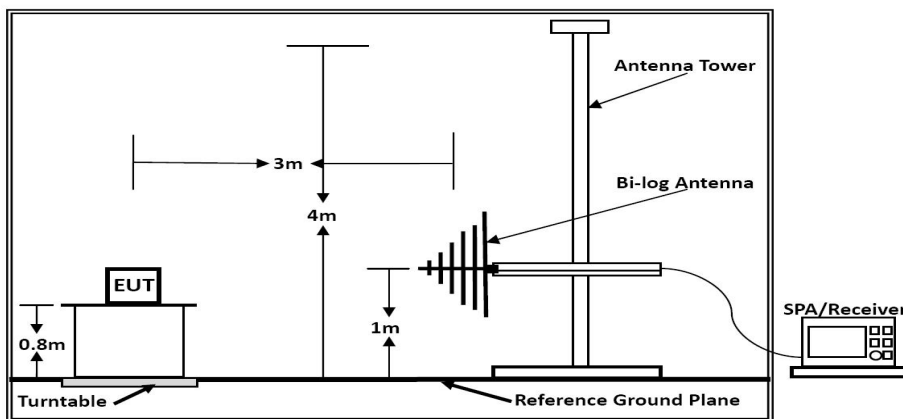 Antenna Tower
3m
Bi-log Antenna
4m
EUT
SPA/Receiver
0.8m
1m
Turntable
Reference Ground Plane